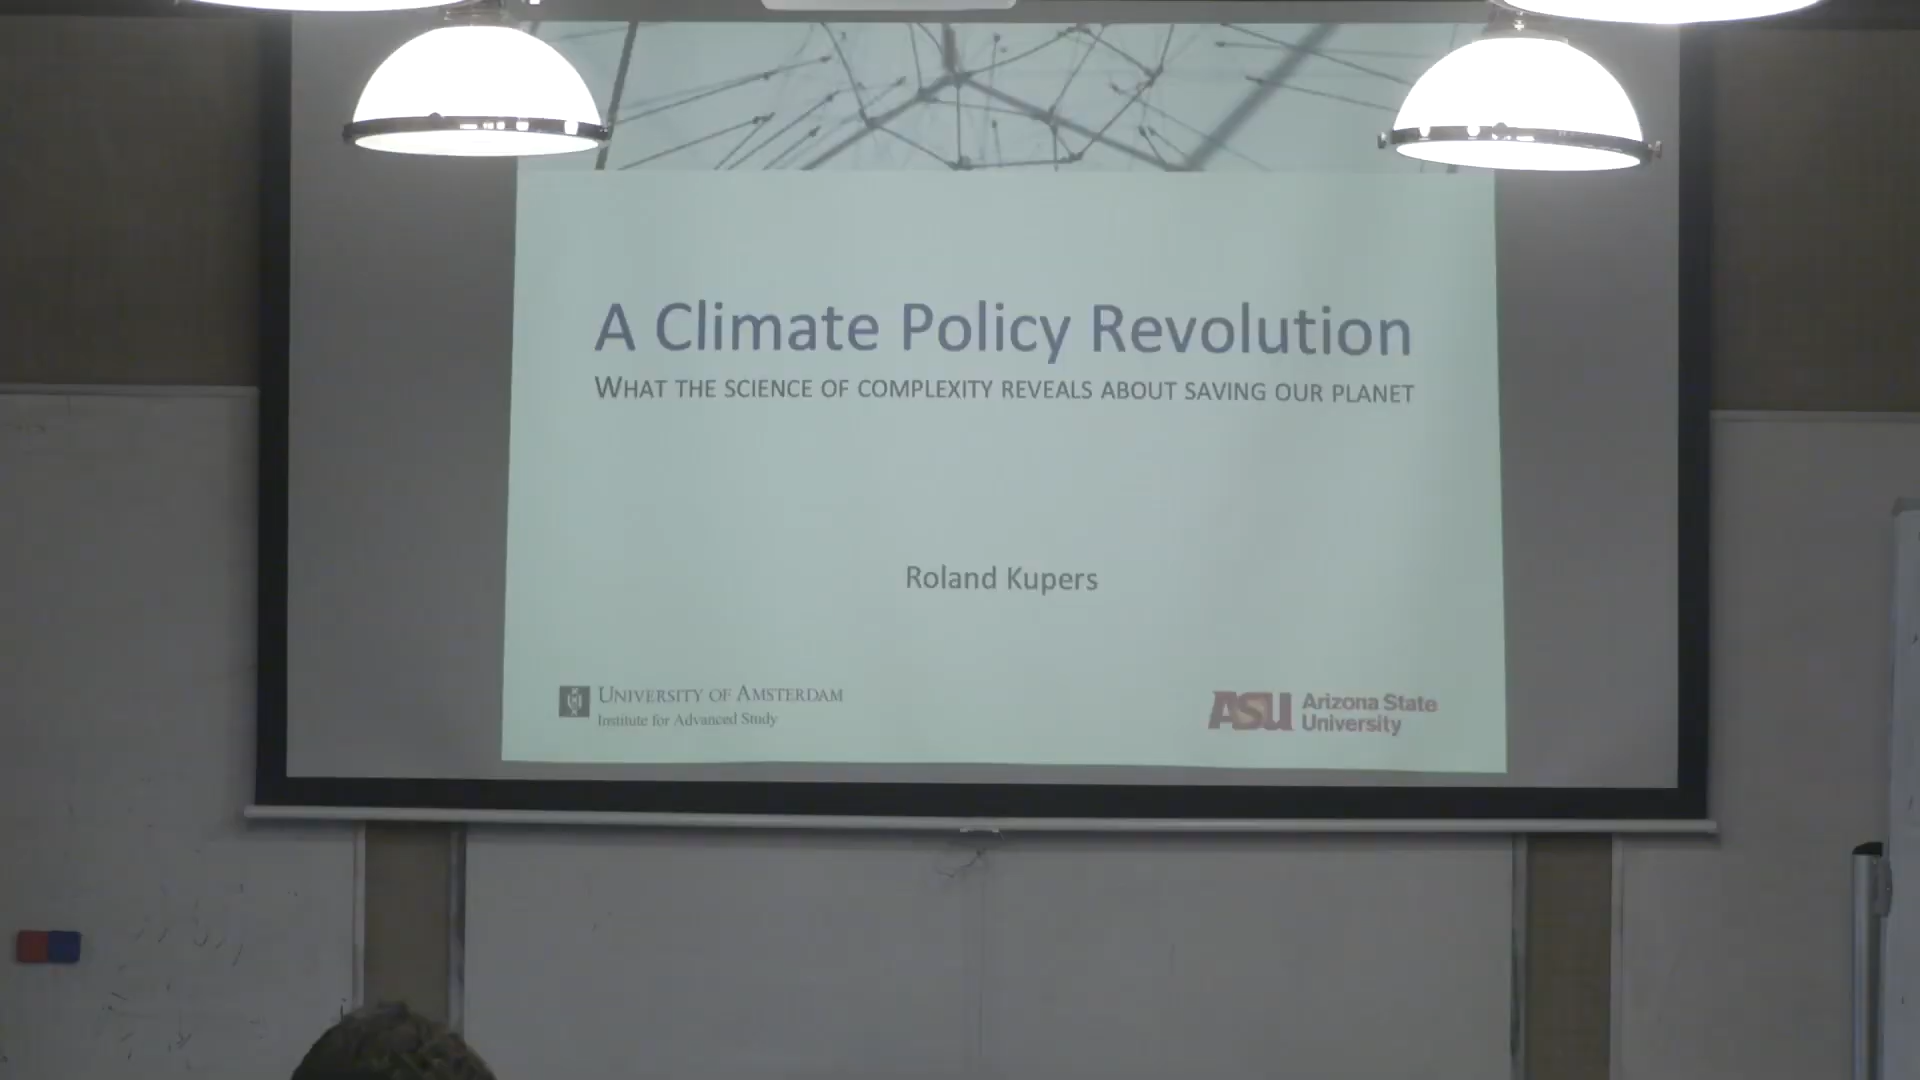 A Climate Policy Revolution
WHAT THE SCIENCE OF COMPLEXITY REVEALS ABOUT SAVING OUR PLANET
Roland Kupers
UNIVERSITY OF AMSTERDAM
Institute for Advanced Study
ASU Arizona State
University